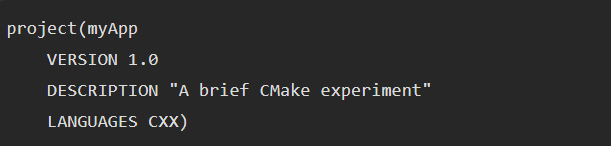 project(myApp
    VERSION 1.0
    DESCRIPTION "A brief CMake experiment"
    LANGUAGES CXX)